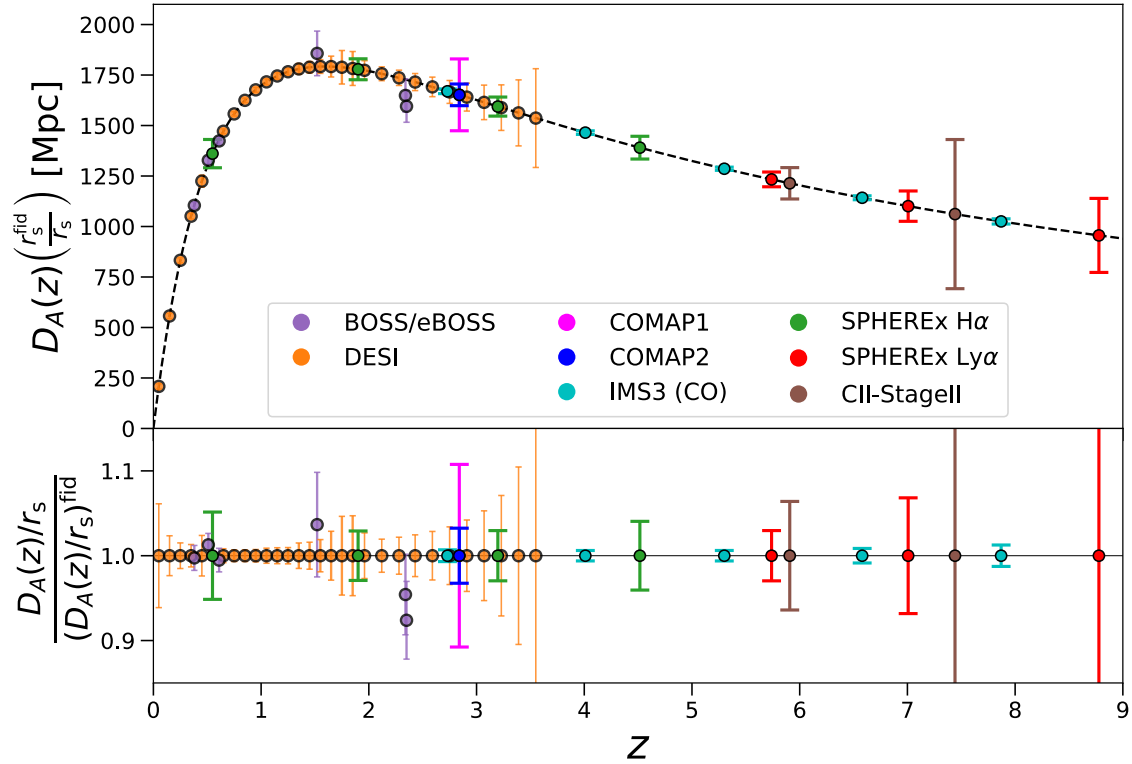 D_A(z)(r_s^fid/r_s) [Mpc]
2000
1750
1500
1250
1000
750
500
250
0
BOSS/eBOSS
DESI
COMAP1
COMAP2
IMS3 (CO)
SPHEREx Hα
SPHEREx Lyα
CII-StageII
D_A(z)/r_s
(D_A(z)/r_s)^fid
1.1
1.0
0.9
0 1 2 3 4 5 6 7 8 9
z